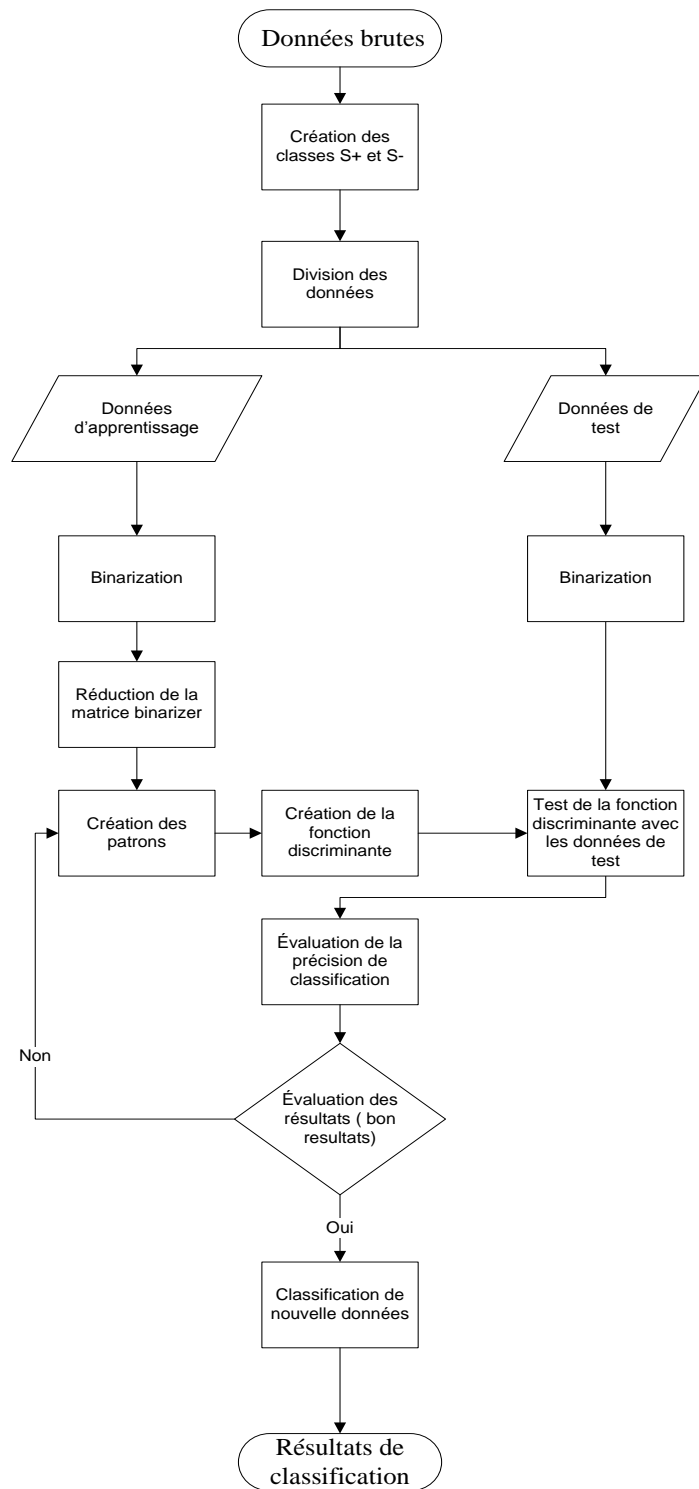 Données brutes
Création des
classes S+ et S-
Division des
données
Données
d'apprentissage
Données de
test
Binarization
Binarization
Réduction de la
matrice binarizer
Création des
patrons
Création de la
fonction
discriminante
Test de la fonction
discriminante avec
les données de
test
Évaluation de la
précision de
classification
Non
Évaluation des
résultats ( bon
resultats)
Oui
Classification de
nouvelle données
Résultats de
classification